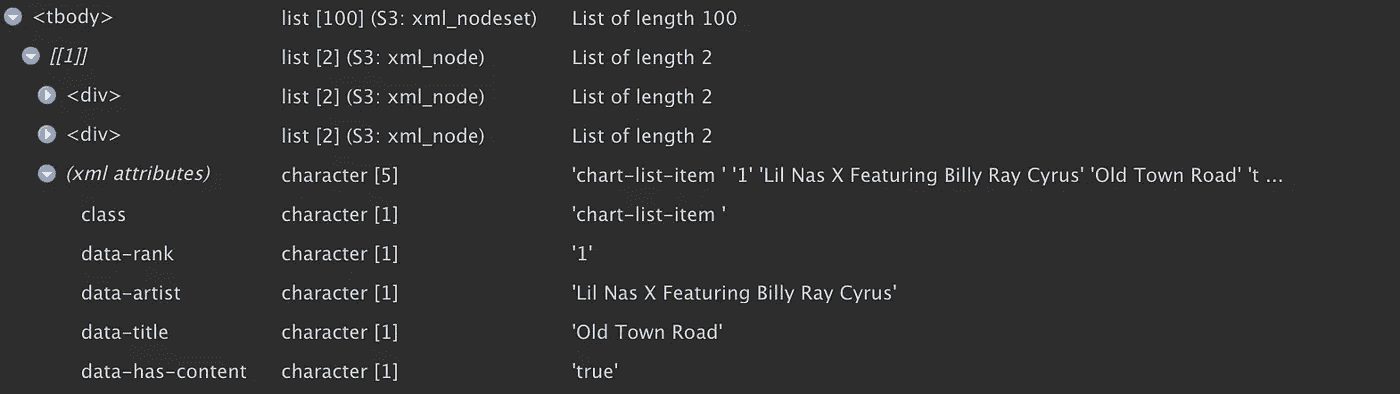 <tbody> list [100] (S3: xml_nodeset) List of length 100
[[1]] list [2] (S3: xml_node) List of length 2
<div> list [2] (S3: xml_node) List of length 2
<div> list [2] (S3: xml_node) List of length 2
(xml attributes) character [5] 'chart-list-item ' '1' 'Lil Nas X Featuring Billy Ray Cyrus' 'Old Town Road' 't ...
class character [1] 'chart-list-item '
data-rank character [1] '1'
data-artist character [1] 'Lil Nas X Featuring Billy Ray Cyrus'
data-title character [1] 'Old Town Road'
data-has-content character [1] 'true'